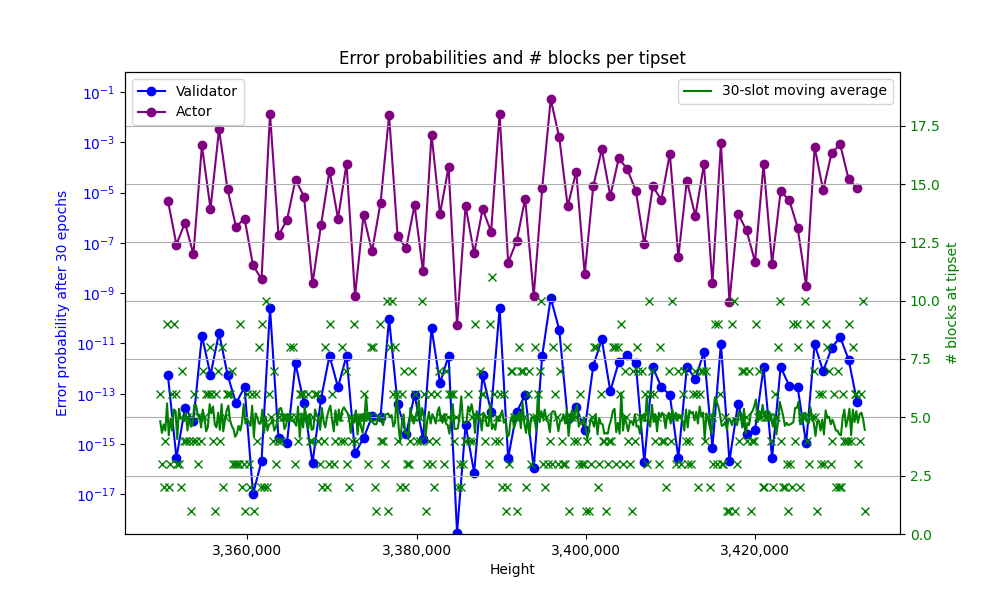 Error probabilities and # blocks per tipset
Validator
Actor
30-slot moving average
Error probability after 30 epochs
10⁻¹
10⁻³
10⁻⁵
10⁻⁷
10⁻⁹
10⁻¹¹
10⁻¹³
10⁻¹⁵
10⁻¹⁷
17.5
15.0
12.5
10.0
7.5
5.0
2.5
0.0
# blocks at tipset
3,360,000 3,380,000 3,400,000 3,420,000
Height